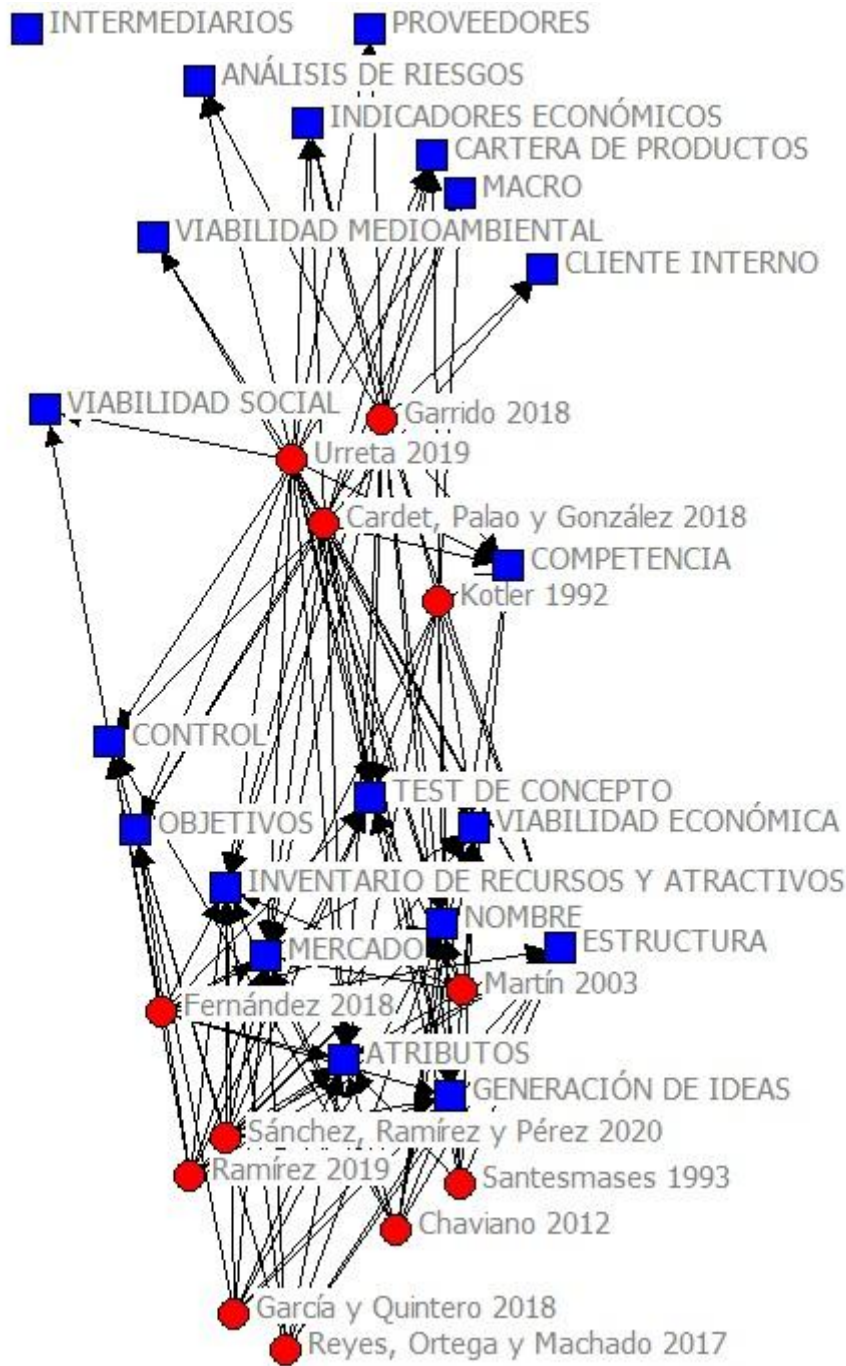 INTERMEDIARIOS
PROVEEDORES
ANÁLISIS DE RIESGOS
INDICADORES ECONÓMICOS
CARTERA DE PRODUCTOS
MACRO
VIABILIDAD MEDIOAMBIENTAL
CLIENTE INTERNO
VIABILIDAD SOCIAL
Garrido 2018
Urreta 2019
Cardet, Palao y González 2018
COMPETENCIA
Kotler 1992
CONTROL
TEST DE CONCEPTO
OBJETIVOS
VIABILIDAD ECONÓMICA
INVENTARIO DE RECURSOS Y ATRACTIVOS
NOMBRE
MERCADO
ESTRUCTURA
Martín 2003
Fernández 2018
ATRIBUTOS
GENERACIÓN DE IDEAS
Sánchez, Ramírez y Pérez 2020
Ramírez 2019
Santesmases 1993
Chaviano 2012
García y Quintero 2018
Reyes, Ortega y Machado 2017